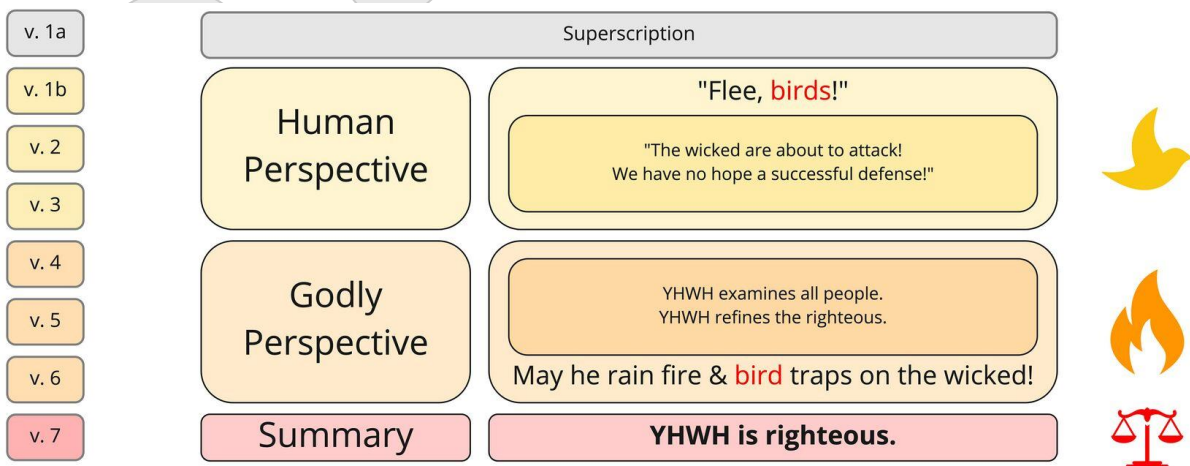 v. 1a
Superscription
v. 1b
v. 2
v. 3
Human
Perspective
"Flee, birds!"
"The wicked are about to attack!
We have no hope a successful defense!"
v. 4
v. 5
v. 6
Godly
Perspective
YHWH examines all people.
YHWH refines the righteous.
May he rain fire & bird traps on the wicked!
v. 7
Summary
YHWH is righteous.